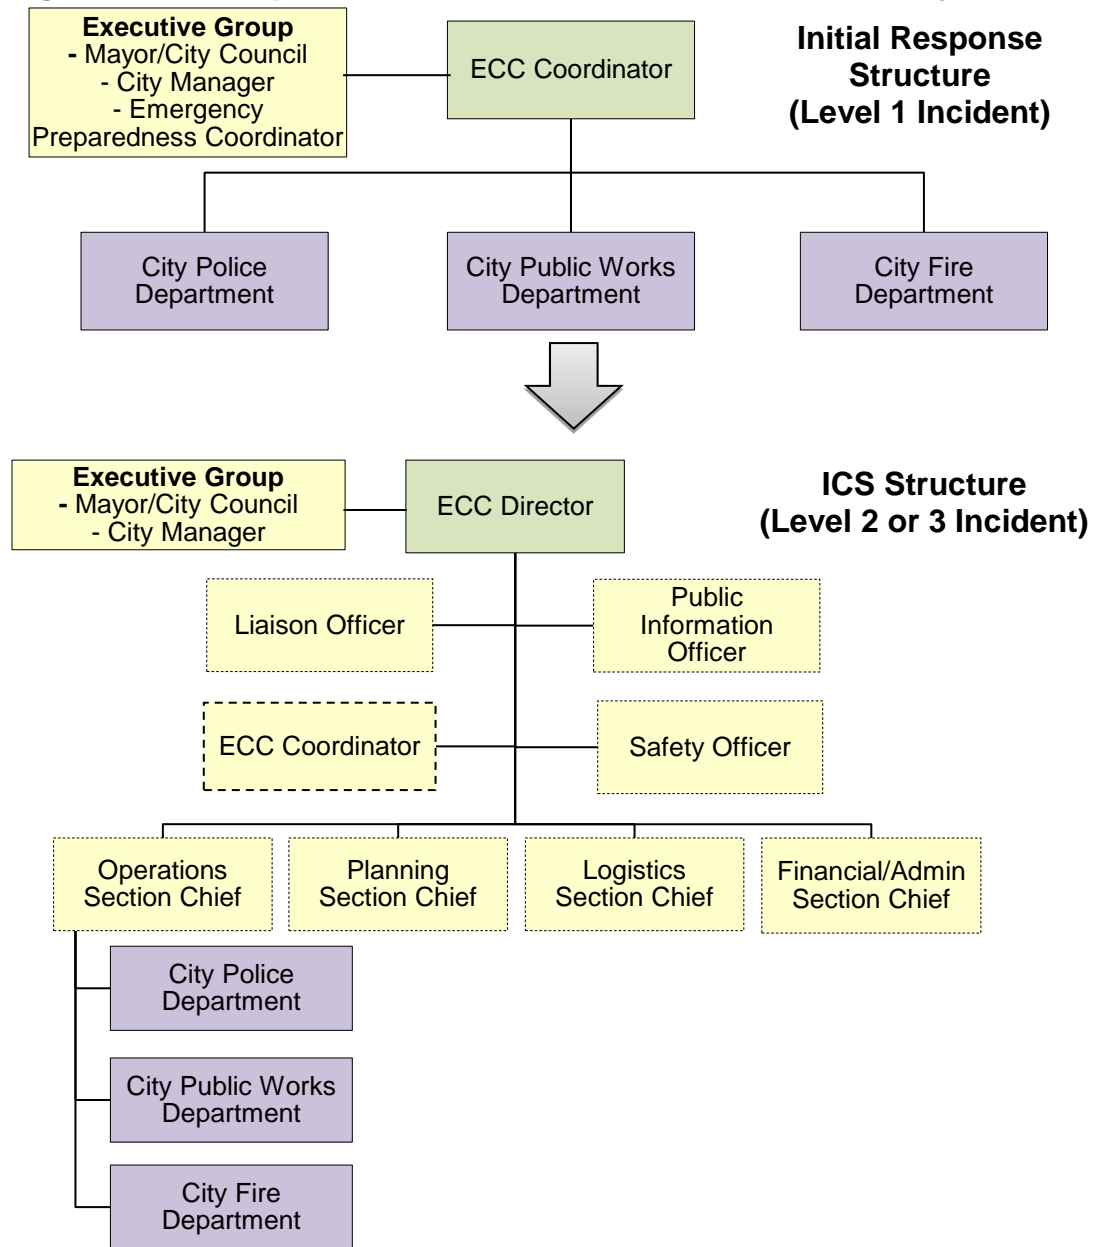 Executive Group
- Mayor/City Council
- City Manager
- Emergency
Preparedness Coordinator
ECC Coordinator
Initial Response
Structure
(Level 1 Incident)
City Police
Department
City Public Works
Department
City Fire
Department
Executive Group
- Mayor/City Council
- City Manager
ECC Director
ICS Structure
(Level 2 or 3 Incident)
Liaison Officer
Public
Information
Officer
ECC Coordinator
Safety Officer
Operations
Section Chief
Planning
Section Chief
Logistics
Section Chief
Financial/Admin
Section Chief
City Police
Department
City Public Works
Department
City Fire
Department